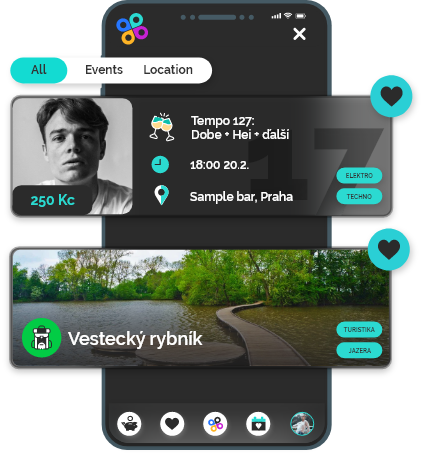 All
Events
Location
17
Tempo 127:
Dobe + Hei + ďalší
18:00 20.2.
Sample bar, Praha
250 Kc
ELEKTRO
TECHNO
Vestecký rybník
TURISTIKA
JAZERA